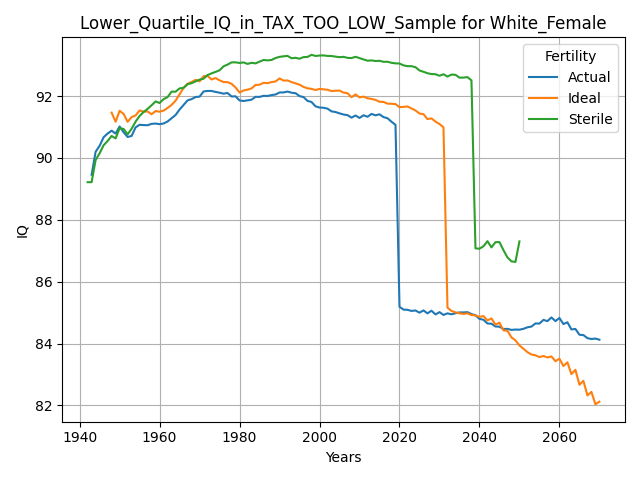 Lower_Quartile_IQ_in_TAX_TOO_LOW_Sample for White_Female
Fertility
Actual
Ideal
Sterile
IQ
92
90
88
86
84
82
1940 1960 1980 2000 2020 2040 2060
Years